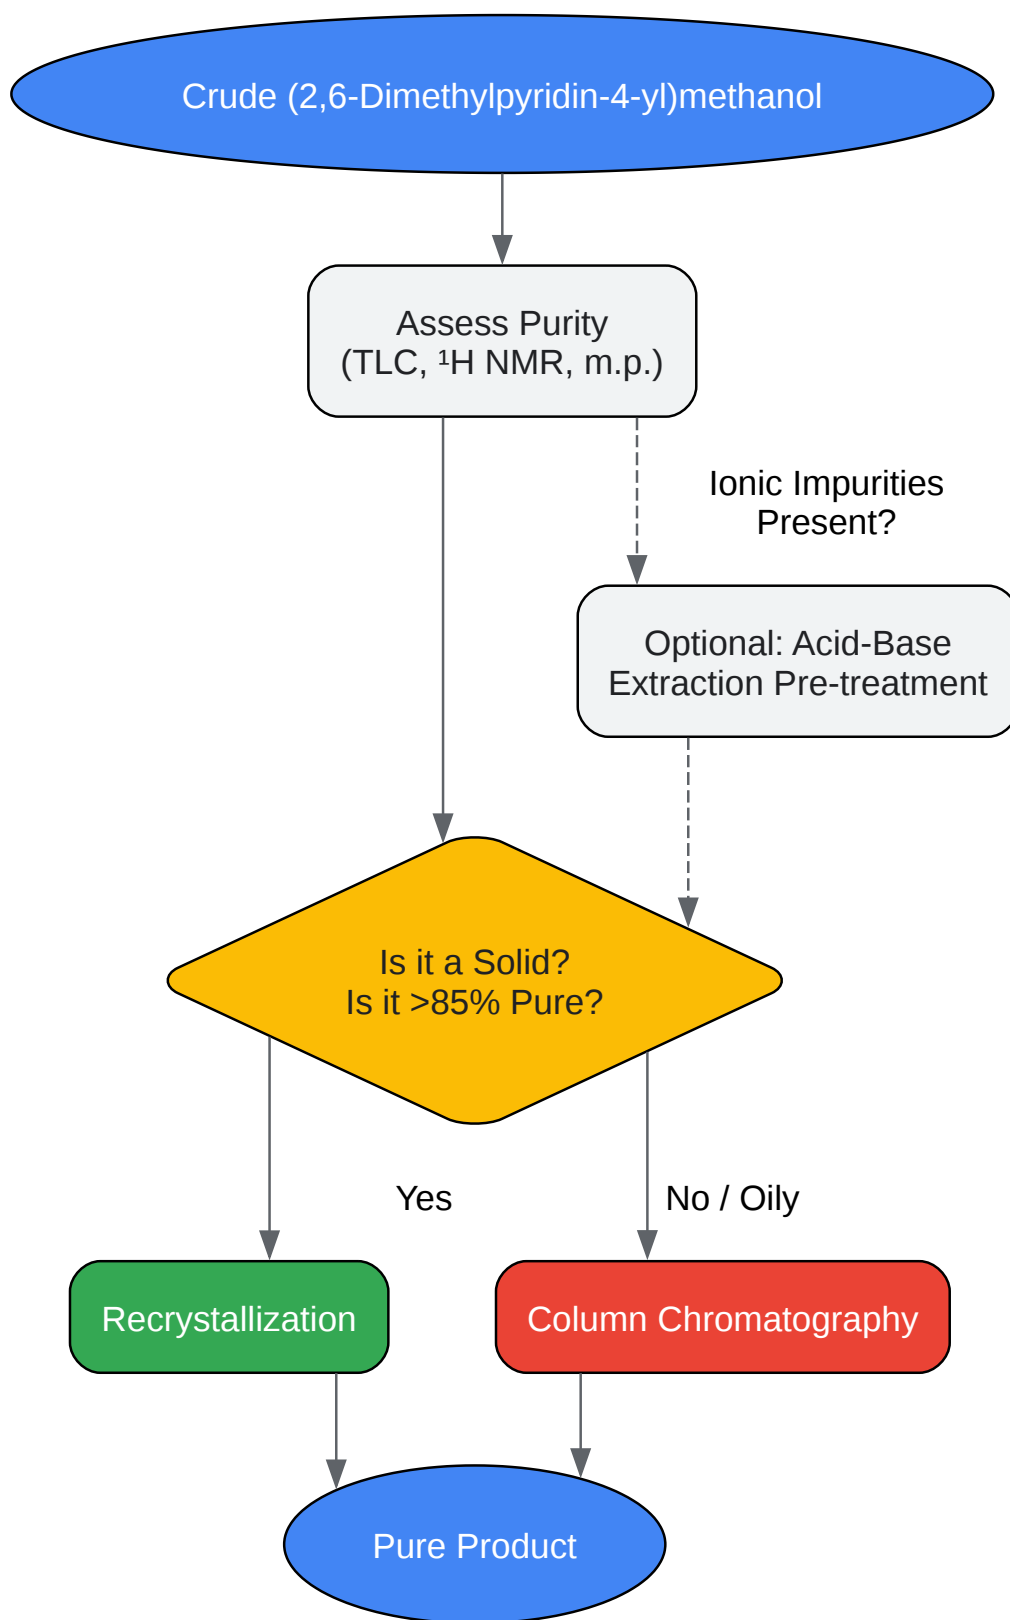 Crude (2,6-Dimethylpyridin-4-yl)methanol
Assess Purity
(TLC, ¹H NMR, m.p.)
Ionic Impurities
Present?
Optional: Acid-Base
Extraction Pre-treatment
Is it a Solid?
Is it >85% Pure?
Yes
No / Oily
Recrystallization
Column Chromatography
Pure Product